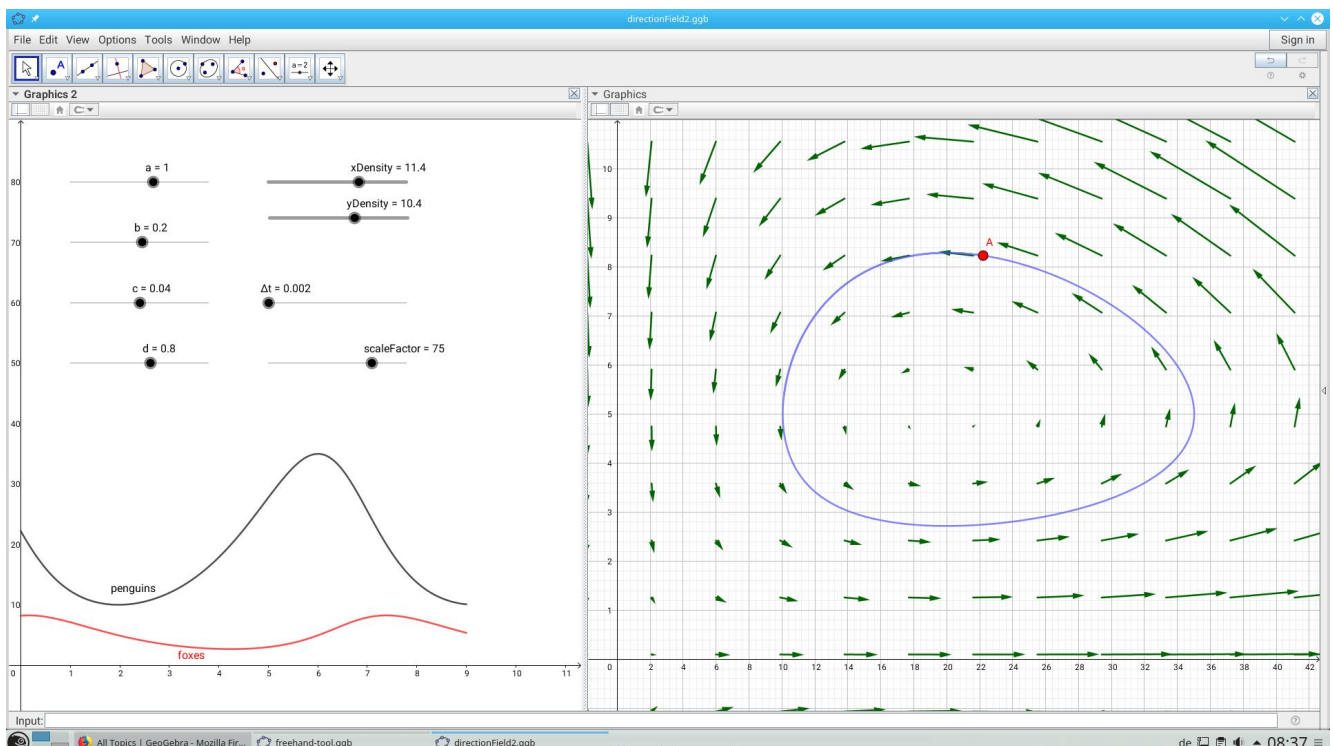 directionField2.ggb
File Edit View Options Tools Window Help
Sign in
a=2
Graphics 2
Graphics
a = 1
xDensity = 11.4
yDensity = 10.4
b = 0.2
c = 0.04
Δt = 0.002
d = 0.8
scaleFactor = 75
80
70
60
50
40
30
20
10
penguins
foxes
0 1 2 3 4 5 6 7 8 9 10 11
A
10
9
8
7
6
5
4
3
2
1
0 2 4 6 8 10 12 14 16 18 20 22 24 26 28 30 32 34 36 38 40 42
Input:
All Topics | GeoGebra - Mozilla Fir... freehand-tool.ggb directionField2.ggb de 08:37